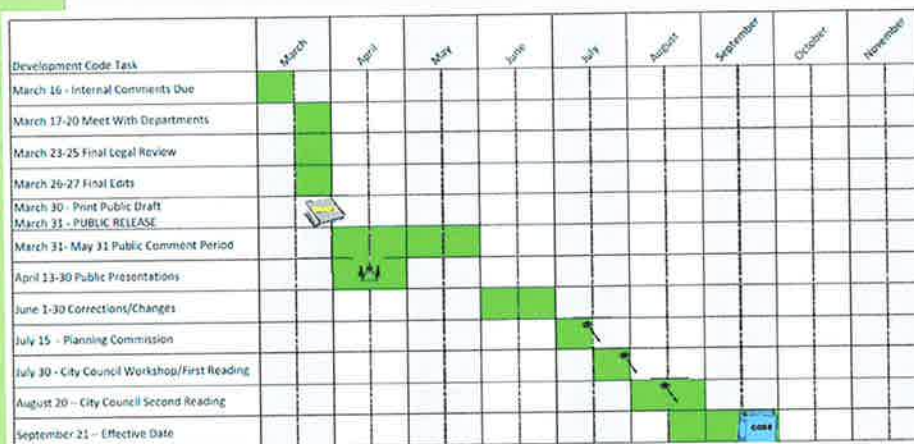 Development Code Task
March
April
May
June
July
August
September
October
November
March 16 - Internal Comments Due
March 17-20 Meet With Departments
March 23-25 Final Legal Review
March 26-27 Final Edits
March 30 - Print Public Draft
March 31 - PUBLIC RELEASE
March 31- May 31 Public Comment Period
April 13-30 Public Presentations
June 1-30 Corrections/Changes
July 15 - Planning Commission
July 30 - City Council Workshop/First Reading
August 20 – City Council Second Reading
September 21 – Effective Date
CODE